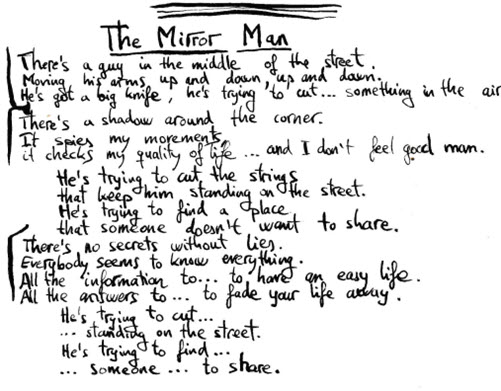 The Mirror Man
There's a guy in the middle of the street.
Moving his arms up and down, up and down.
He's got a big knife, he's trying to cut... something in the air
There's a shadow around the corner.
It spies my movements,
it checks my quality of life ... and I don't feel good man.
He's trying to cut the strings
that keep him standing on the street.
He's trying to find a place
that someone doesn't want to share.
There's no secrets without lies.
Everybody seems to know everything.
All the information to... to have an easy life.
All the answers to... to fade your life away.
He's trying to cut...
... standing on the street.
He's trying to find...
... someone ... to share.